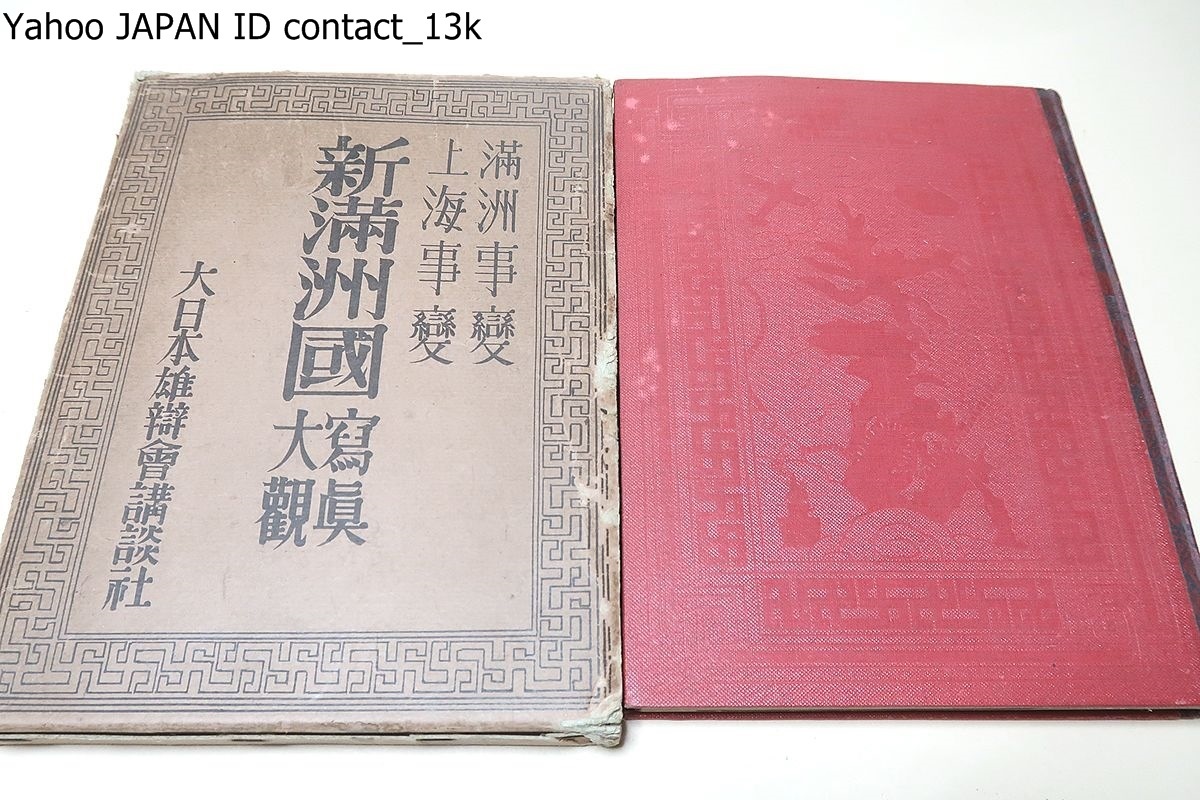 Yahoo JAPAN ID contact_13k
滿洲事變
上海事變
新滿洲國
寫眞
大觀
大日本雄辯會講談社